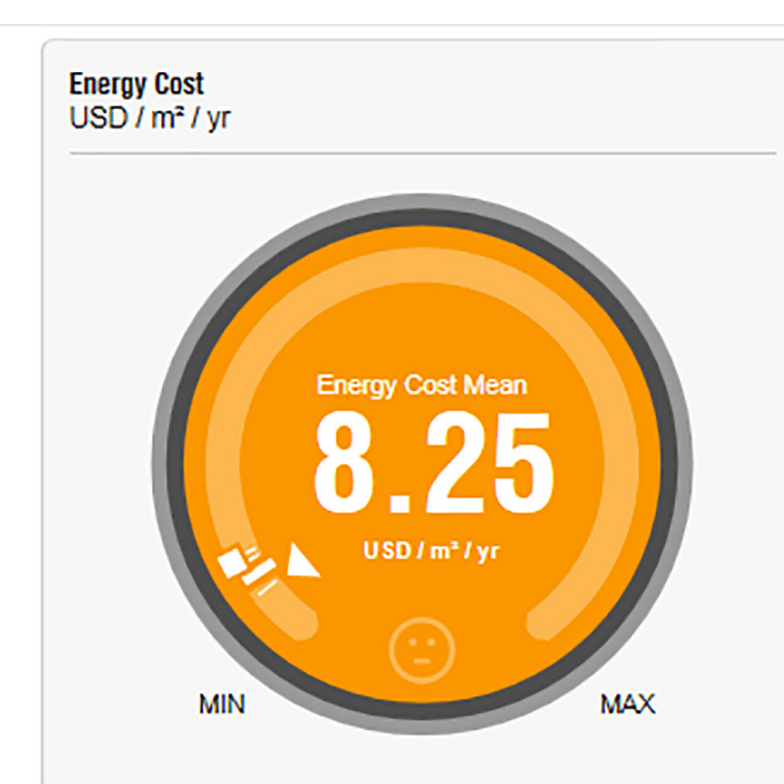 Energy Cost
USD / m² / yr
Energy Cost Mean
8.25
USD / m² / yr
MIN
MAX